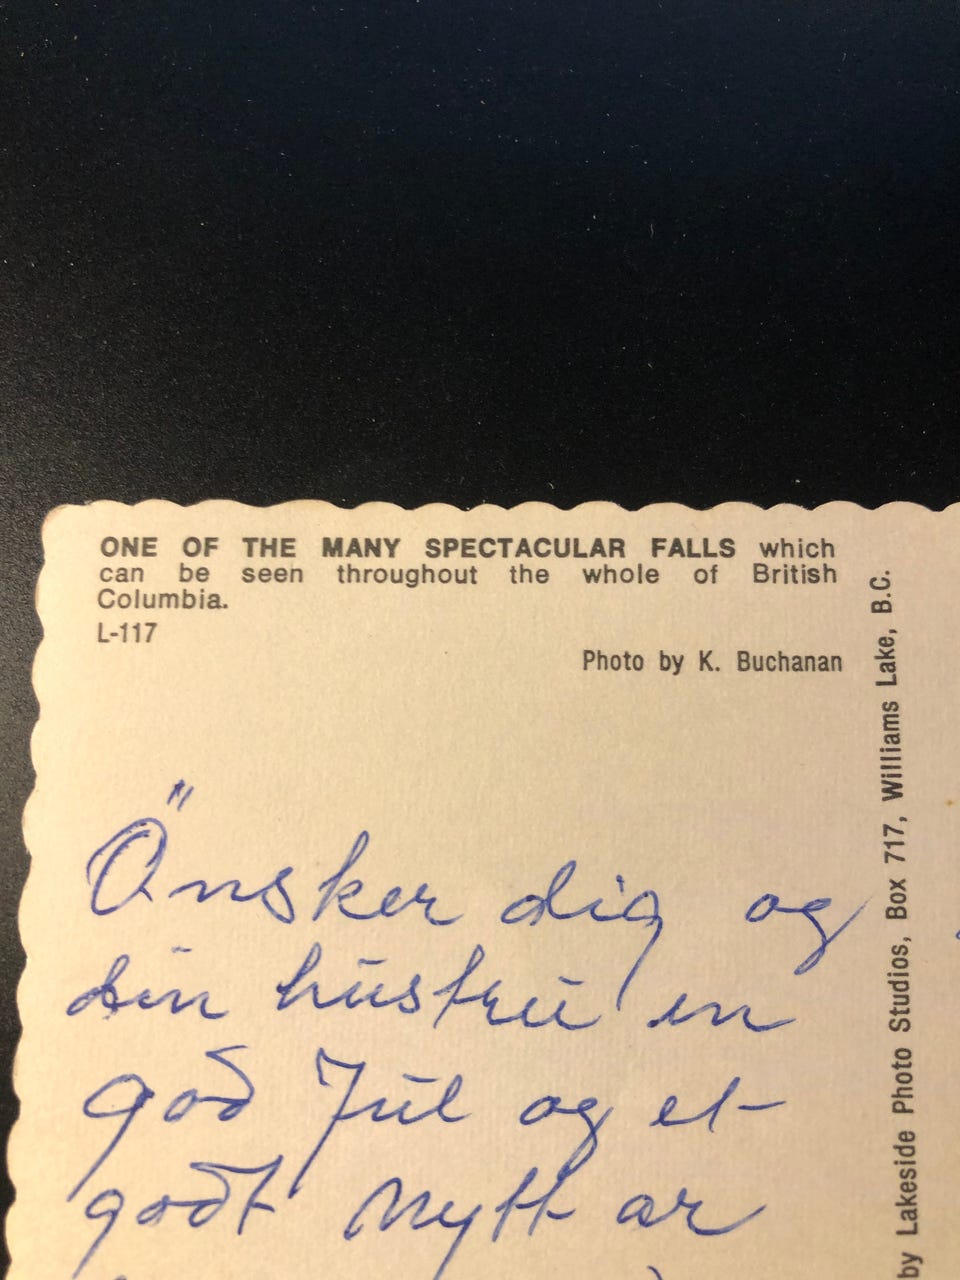 ONE OF THE MANY SPECTACULAR FALLS which
can be seen throughout the whole of British
Columbia.
L-117
Photo by K. Buchanan
Önsker dig og
din hustru en
god Jul og et
godt nytt ar
by Lakeside Photo Studios, Box 717, Williams Lake, B.C.